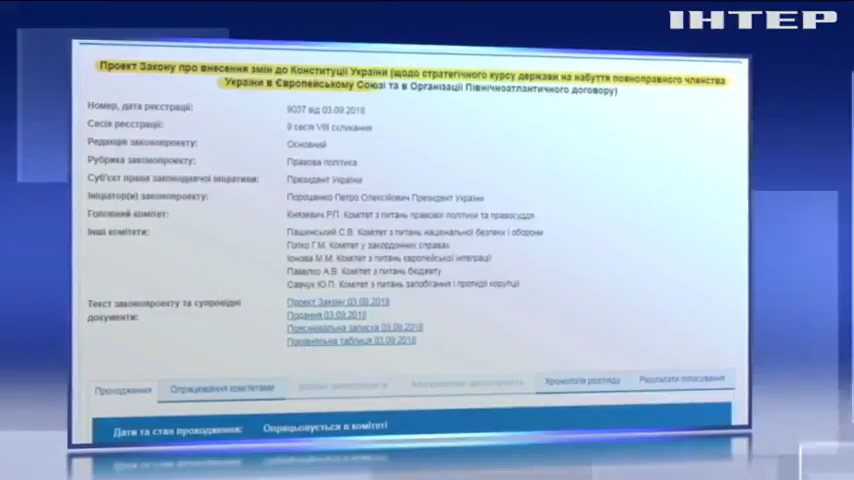 ІНТЕР
Проект Закону про внесення змін до Конституції України (щодо стратегічного курсу держави на набуття повноправного членства
України в Європейському Союзі та в Організації Північноатлантичного договору)
Номер, дата реєстрації: 9037 від 03.09.2018
Сесія реєстрації: 9 сесія VIII скликання
Редакція законопроекту: Основний
Рубрика законопроекту: Правова політика
Суб'єкт права законодавчої ініціативи: Президент України
Ініціатор(и) законопроекту: Порошенко Петро Олексійович Президент України
Головний комітет: Князевич Р.П. Комітет з питань правової політики та правосуддя
Інші комітети: Пашинський С.В. Комітет з питань національної безпеки і оборони
Гопко Г.М. Комітет у закордонних справах
Іонова М.М. Комітет з питань європейської інтеграції
Павелко А.В. Комітет з питань бюджету
Савчук Ю.П. Комітет з питань запобігання і протидії корупції
Текст законопроекту та супровідні документи: Проект Закону 03.09.2018
Подання 03.09.2018
Пояснювальна записка 03.09.2018
Порівняльна таблиця 03.09.2018
Проходження Опрацювання комітетами Хронологія розгляду Результати голосування
Дати та стан проходження: Опрацьовується в комітеті